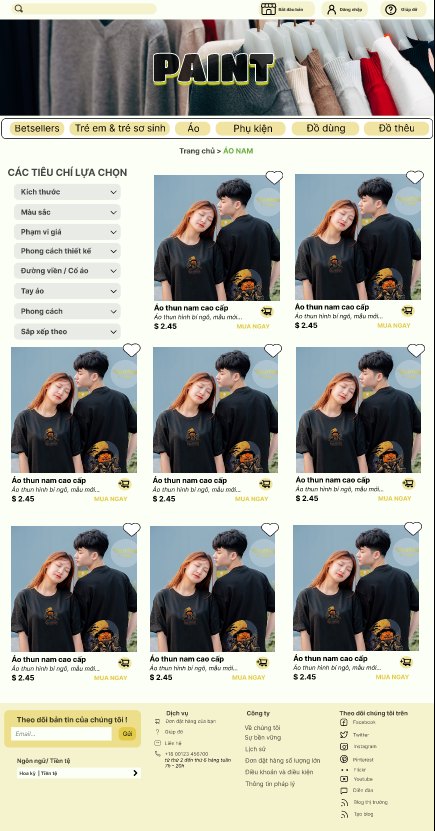 Bắt đầu bán
Đăng nhập
Giúp đỡ
PAINT
Betsellers
Trẻ em & trẻ sơ sinh
Áo
Phụ kiện
Đồ dùng
Đồ thêu
Trang chủ > ÁO NAM
CÁC TIÊU CHÍ LỰA CHỌN
Kích thước
Màu sắc
Phạm vi giá
Phong cách thiết kế
Đường viền / Cổ áo
Tay áo
Phong cách
Sắp xếp theo
Áo thun nam cao cấp
Áo thun hình bí ngô, mẫu mới...
$ 2.45 MUA NGAY
Áo thun nam cao cấp
Áo thun hình bí ngô, mẫu mới...
$ 2.45 MUA NGAY
Áo thun nam cao cấp
Áo thun hình bí ngô, mẫu mới...
$ 2.45 MUA NGAY
Áo thun nam cao cấp
Áo thun hình bí ngô, mẫu mới...
$ 2.45 MUA NGAY
Áo thun nam cao cấp
Áo thun hình bí ngô, mẫu mới...
$ 2.45 MUA NGAY
Áo thun nam cao cấp
Áo thun hình bí ngô, mẫu mới...
$ 2.45 MUA NGAY
Áo thun nam cao cấp
Áo thun hình bí ngô, mẫu mới...
$ 2.45 MUA NGAY
Áo thun nam cao cấp
Áo thun hình bí ngô, mẫu mới...
$ 2.45 MUA NGAY
Theo dõi bản tin của chúng tôi !
Email... Gửi
Ngôn ngữ/ Tiền tệ
Hoa kỳ | Tiền tệ
Dịch vụ
Đơn đặt hàng của bạn
Giúp đỡ
Liên hệ
+16 00123 456700
từ thứ 2 đến thứ 6 hàng tuần
7h - 20h
Công ty
Về chúng tôi
Sự bền vững
Lịch sử
Đơn đặt hàng số lượng lớn
Điều khoản và điều kiện
Thông tin pháp lý
Theo dõi chúng tôi trên
Facebook
Twitter
Instagram
Pinterest
Flickr
Youtube
Diễn đàn
Blog thị trường
Tạo blog